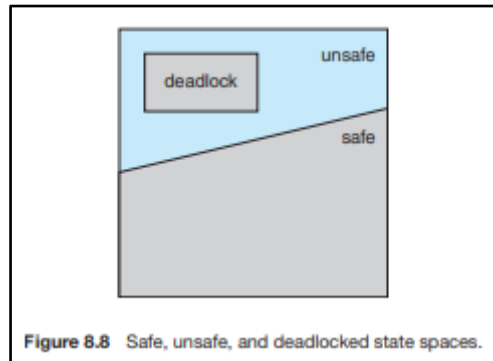 unsafe
deadlock
safe
Figure 8.8 Safe, unsafe, and deadlocked state spaces.